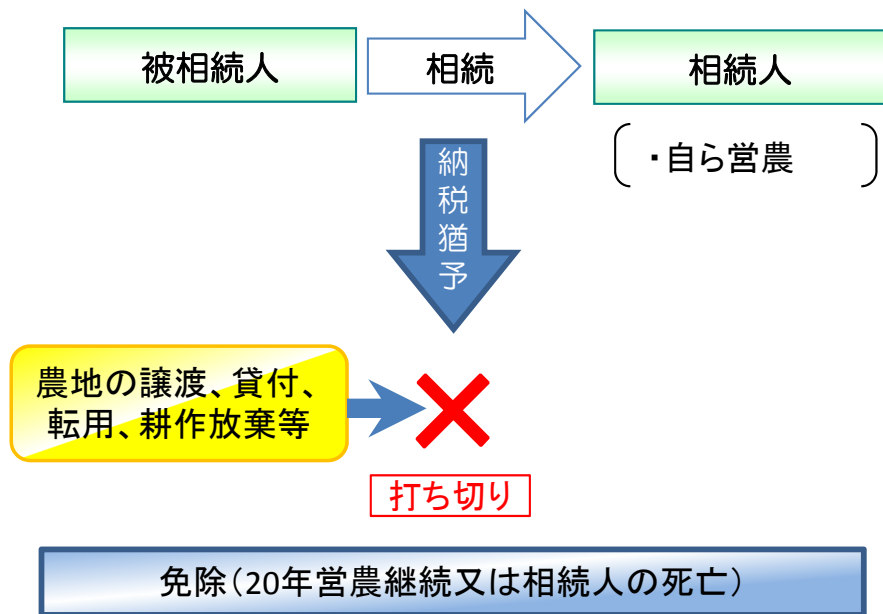 被相続人
相続
相続人
・自ら営農
納税猶予
農地の譲渡、貸付、
転用、耕作放棄等
打ち切り
免除（20年営農継続又は相続人の死亡）